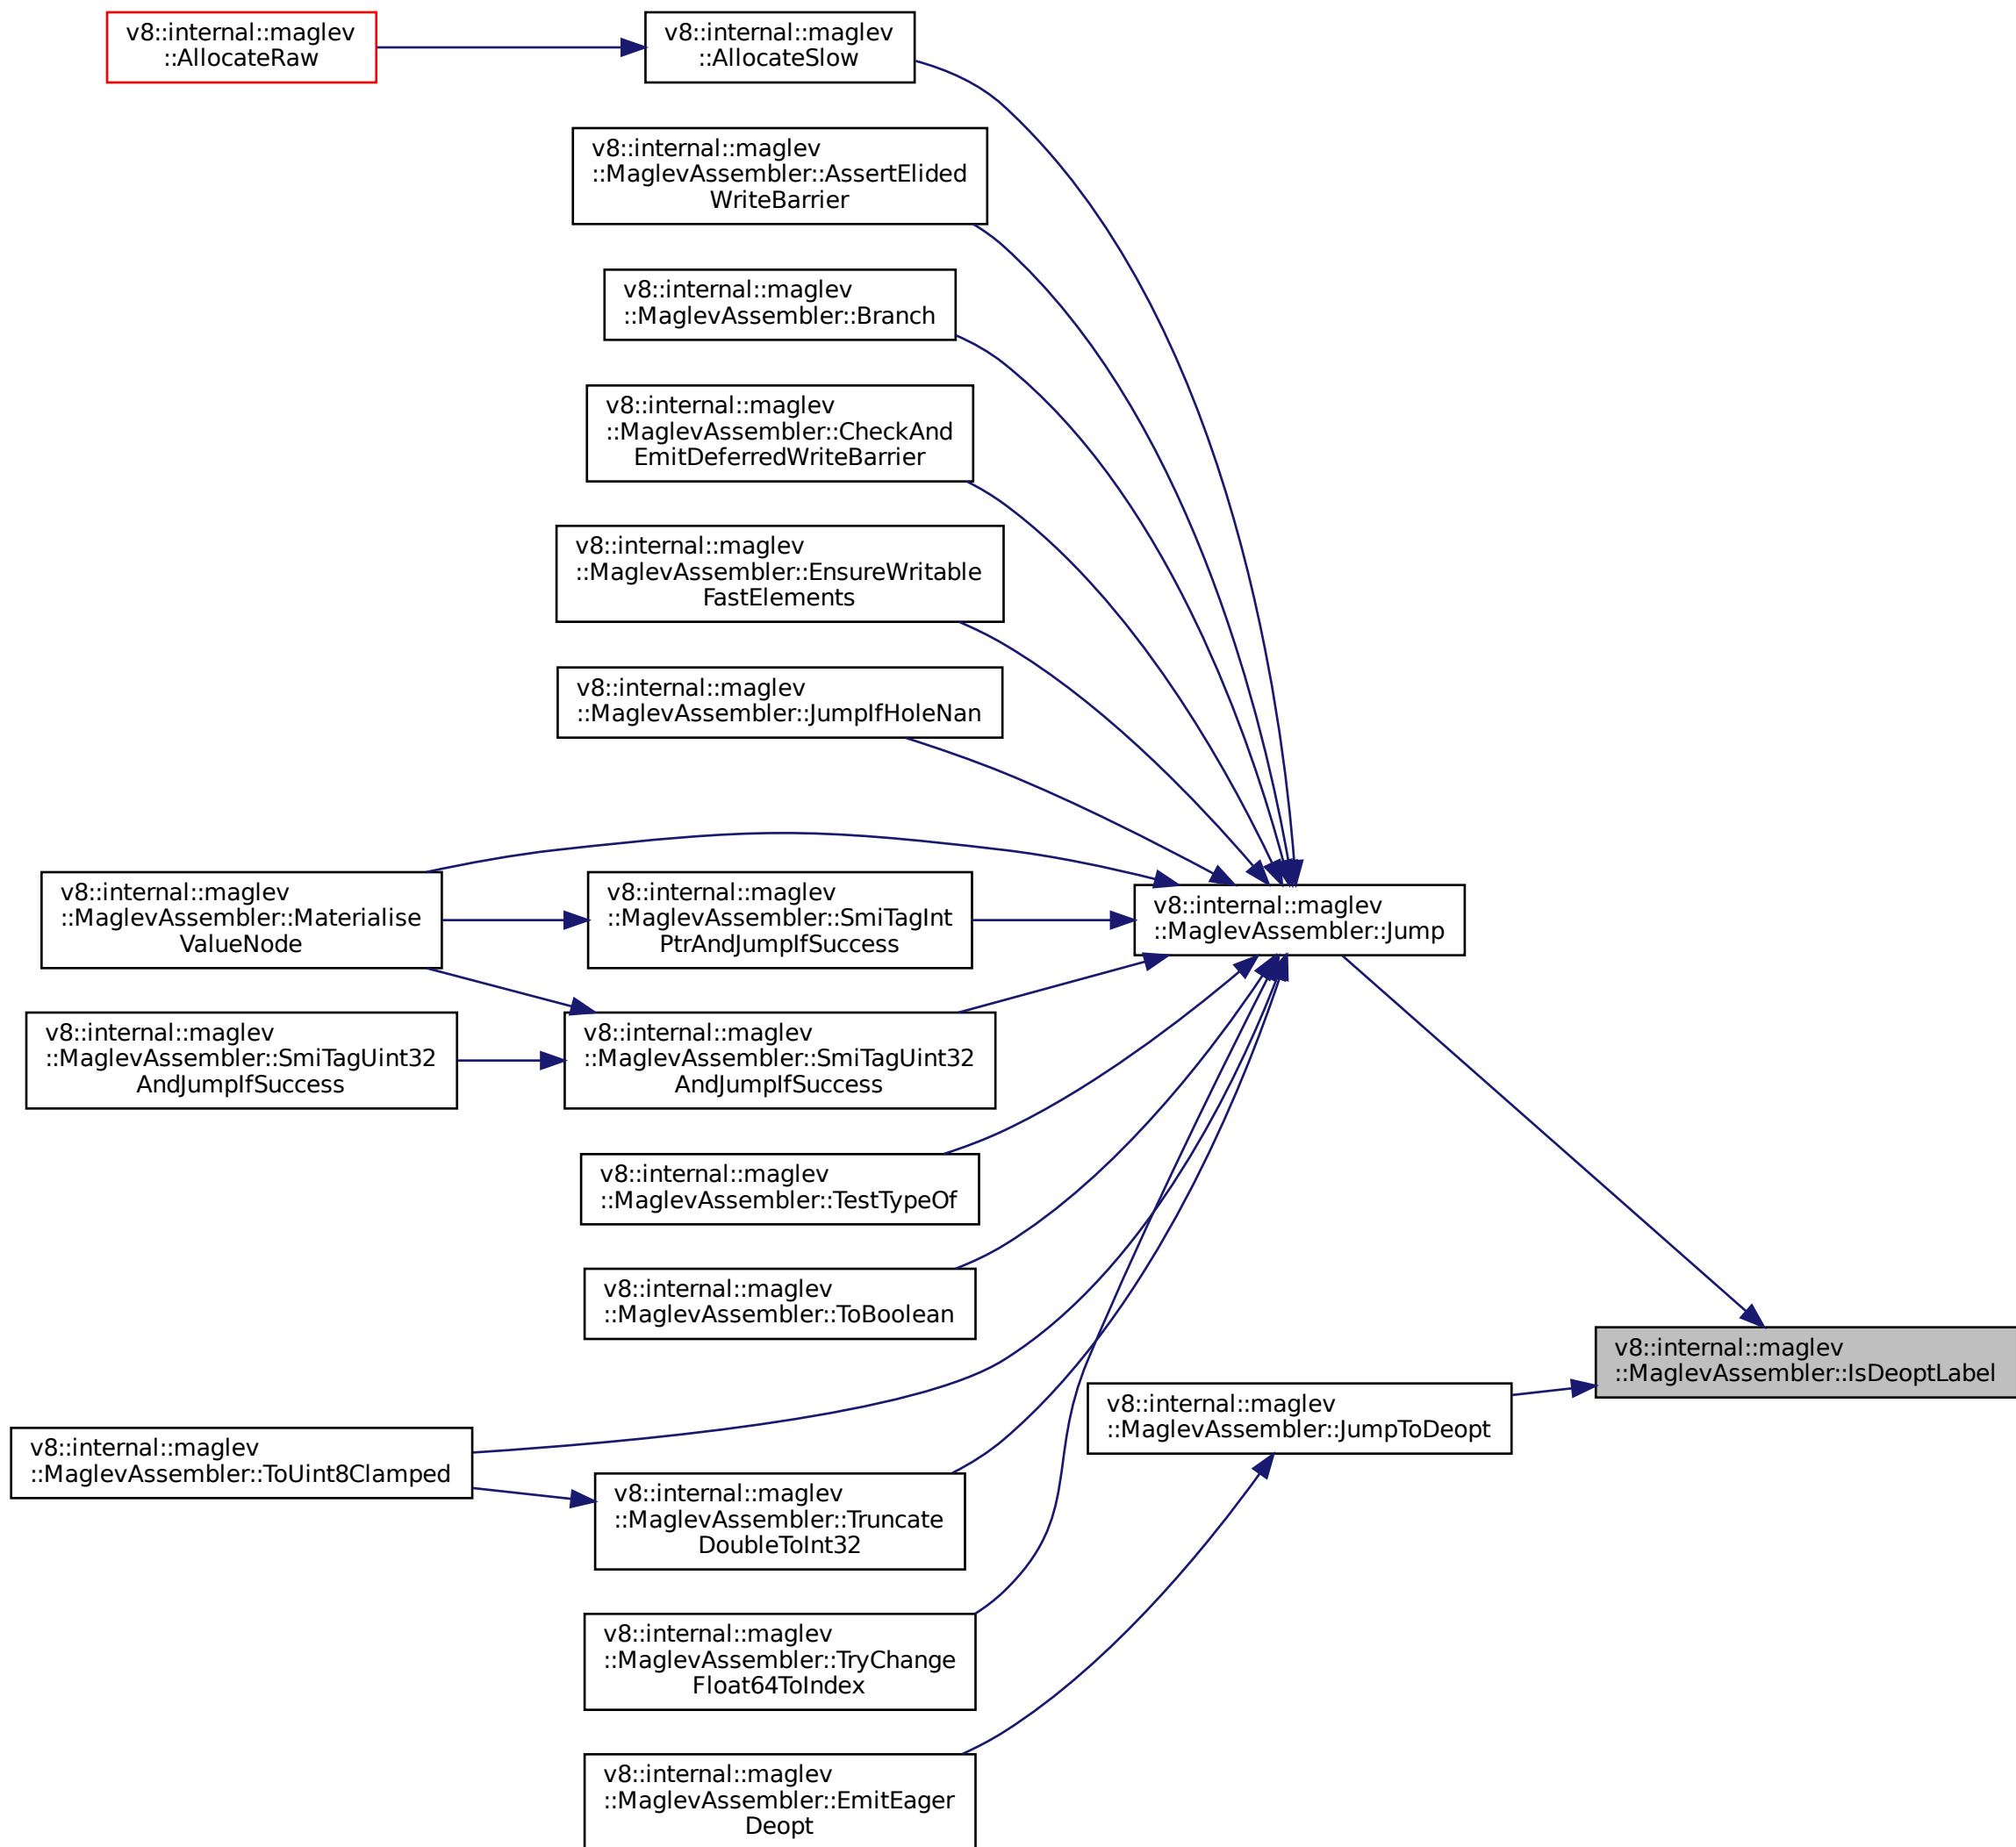 v8::internal::maglev
::AllocateRaw
v8::internal::maglev
::AllocateSlow
v8::internal::maglev
::MaglevAssembler::AssertElided
WriteBarrier
v8::internal::maglev
::MaglevAssembler::Branch
v8::internal::maglev
::MaglevAssembler::CheckAnd
EmitDeferredWriteBarrier
v8::internal::maglev
::MaglevAssembler::EnsureWritable
FastElements
v8::internal::maglev
::MaglevAssembler::JumpIfHoleNan
v8::internal::maglev
::MaglevAssembler::Materialise
ValueNode
v8::internal::maglev
::MaglevAssembler::SmiTagInt
PtrAndJumpIfSuccess
v8::internal::maglev
::MaglevAssembler::Jump
v8::internal::maglev
::MaglevAssembler::SmiTagUint32
AndJumpIfSuccess
v8::internal::maglev
::MaglevAssembler::SmiTagUint32
AndJumpIfSuccess
v8::internal::maglev
::MaglevAssembler::TestTypeOf
v8::internal::maglev
::MaglevAssembler::ToBoolean
v8::internal::maglev
::MaglevAssembler::IsDeoptLabel
v8::internal::maglev
::MaglevAssembler::JumpToDeopt
v8::internal::maglev
::MaglevAssembler::ToUint8Clamped
v8::internal::maglev
::MaglevAssembler::Truncate
DoubleToInt32
v8::internal::maglev
::MaglevAssembler::TryChange
Float64ToIndex
v8::internal::maglev
::MaglevAssembler::EmitEager
Deopt